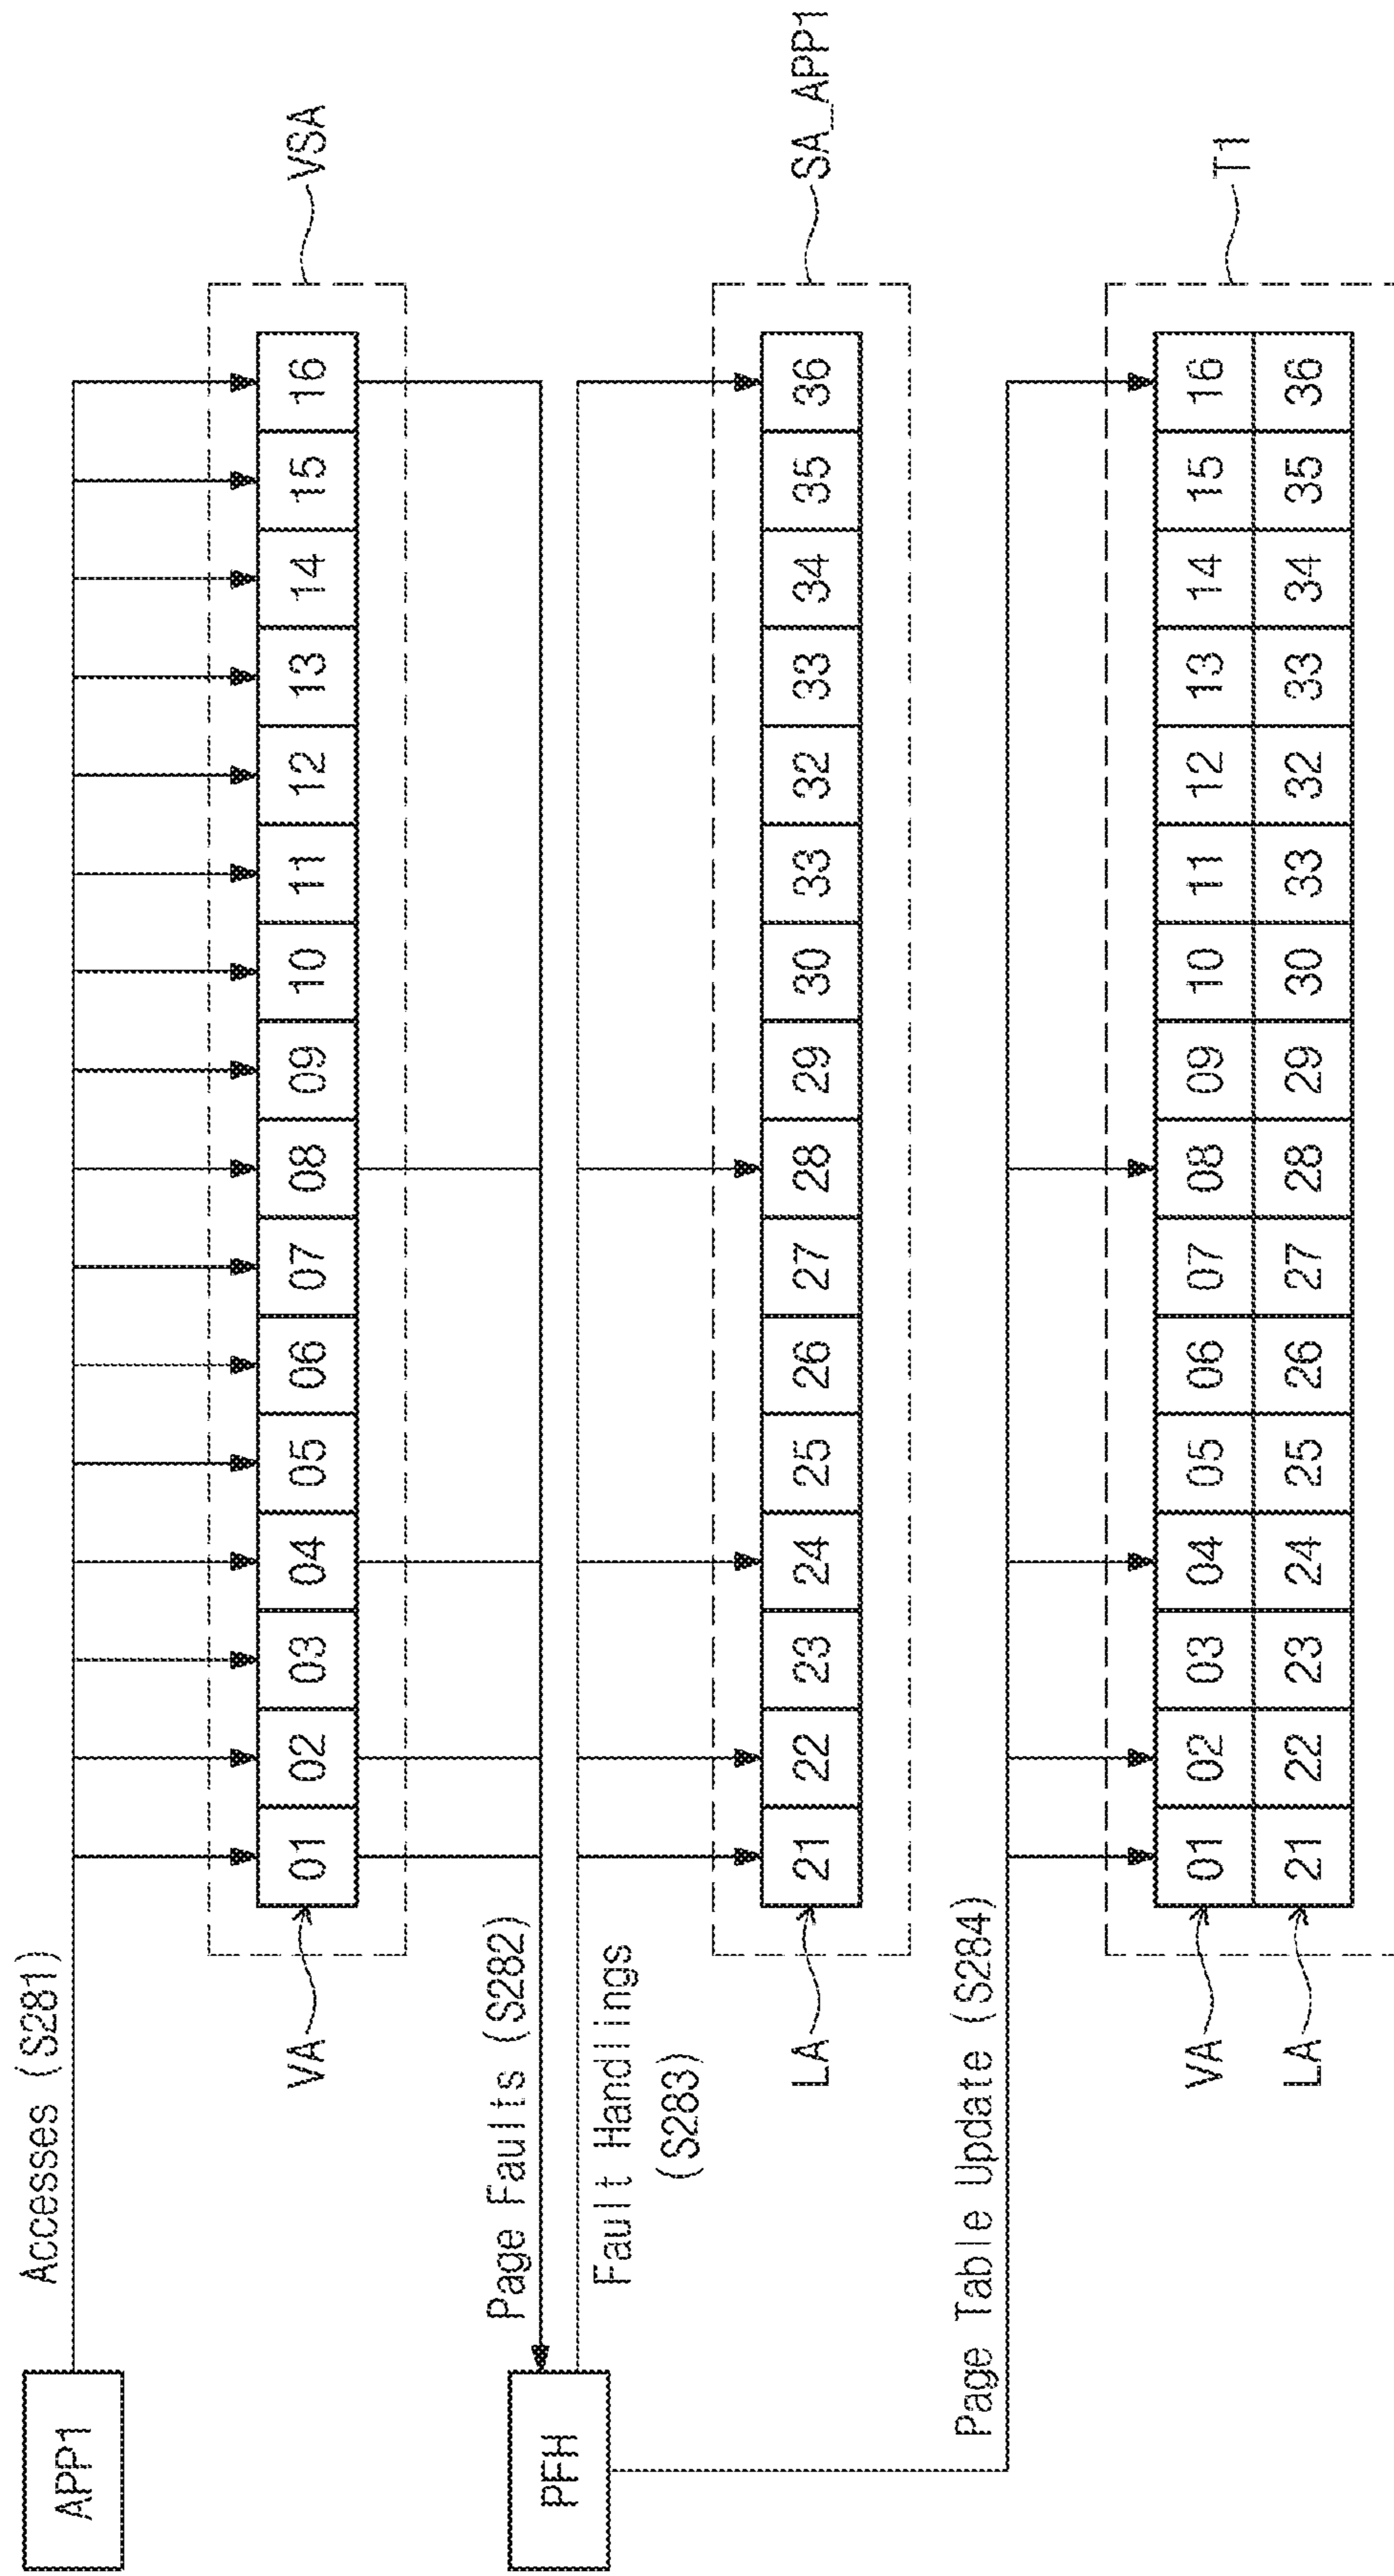 APP1
Accesses (S281)
VSA
VA
01 02 03 04 05 06 07 08 09 10 11 12 13 14 15 16
Page Faults (S282)
PFH
Fault Handlings
(S283)
SA_APP1
LA
21 22 23 24 25 26 27 28 29 30 33 32 33 34 35 36
Page Table Update (S284)
T1
VA
01 02 03 04 05 06 07 08 09 10 11 12 13 14 15 16
LA
21 22 23 24 25 26 27 28 29 30 33 32 33 34 35 36